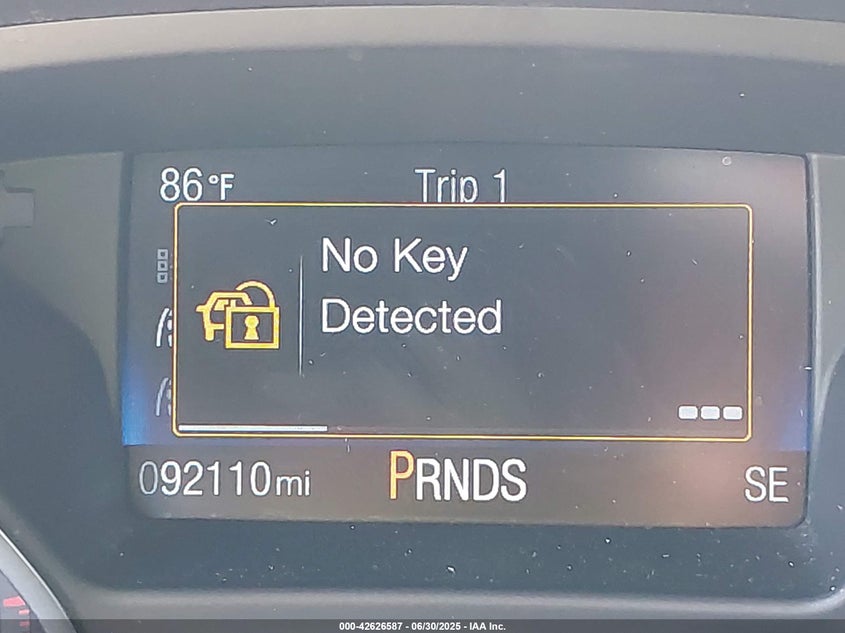 86°F
Trip 1
No Key
Detected
092110mi
PRNDS
SE
000-42626587 - 06/30/2025 - IAA Inc.